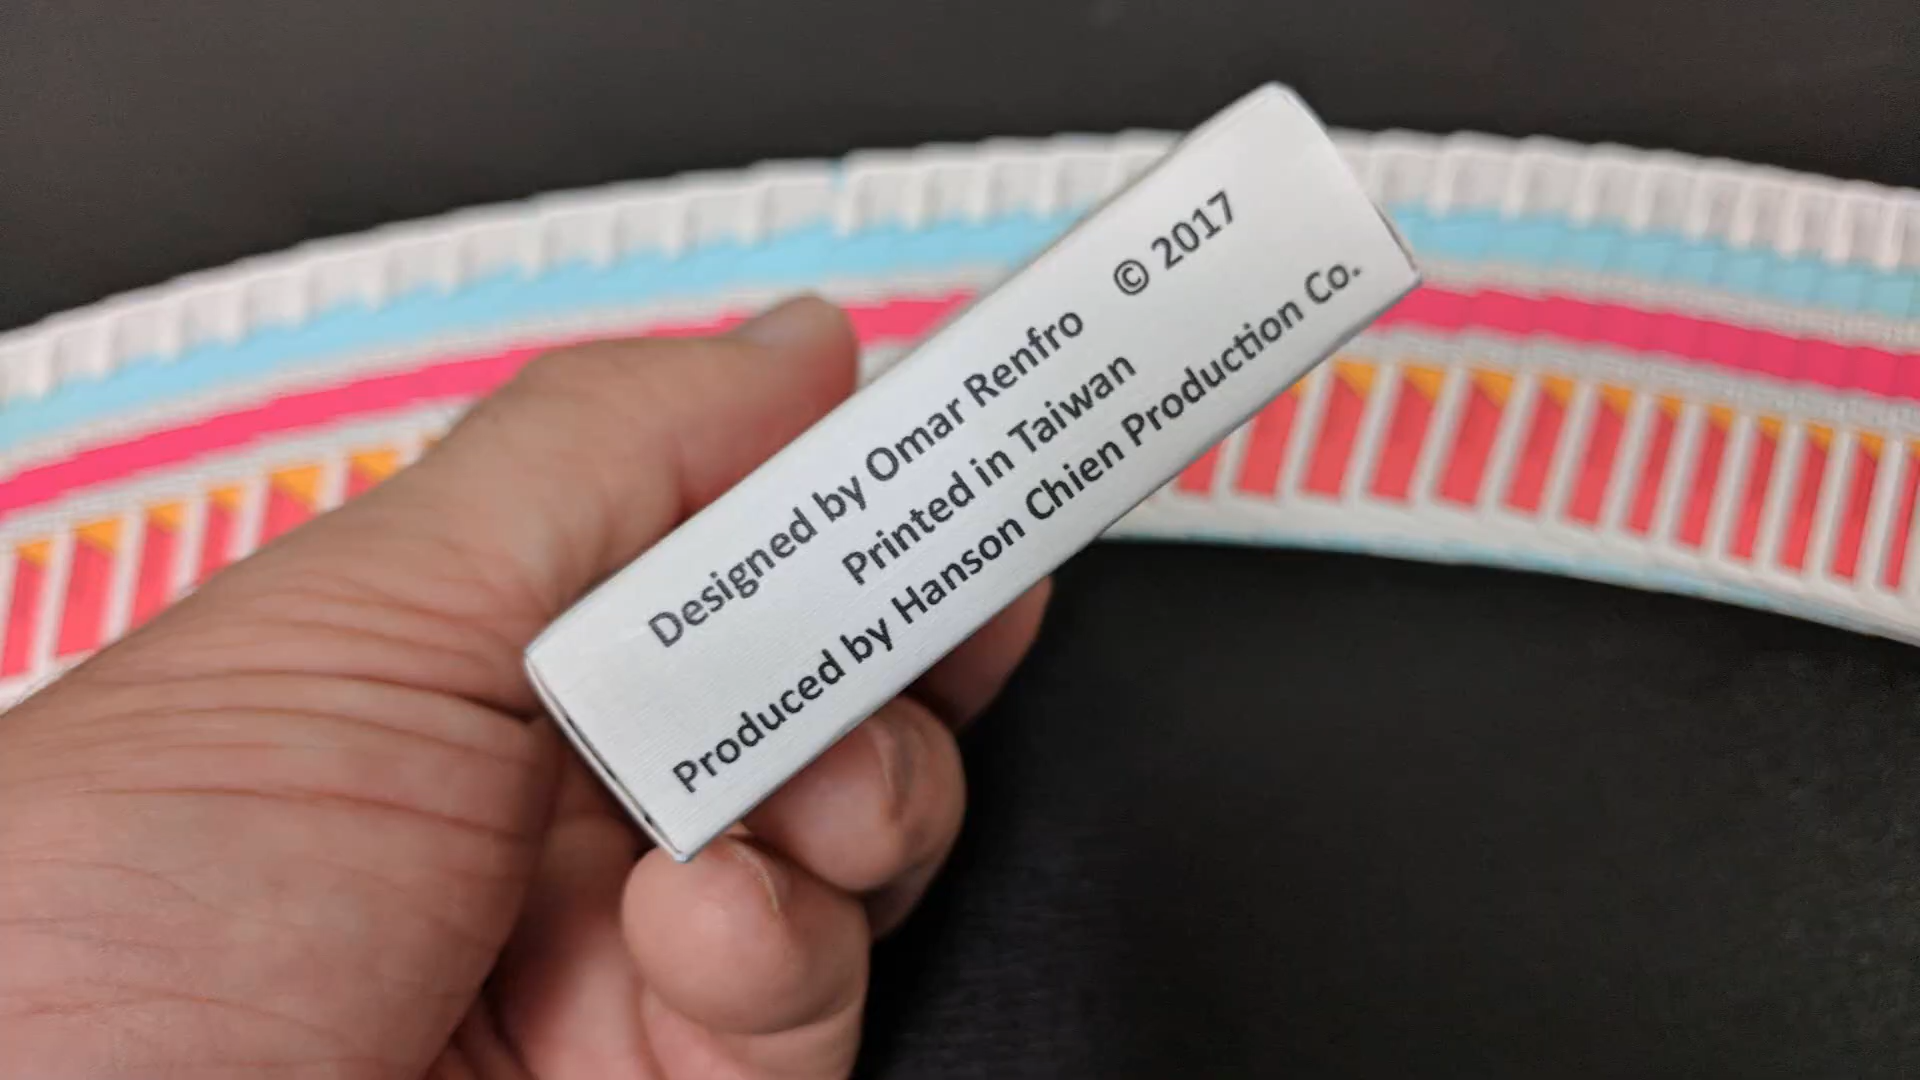 Designed by Omar Renfro © 2017
Printed in Taiwan
Produced by Hanson Chien Production Co.